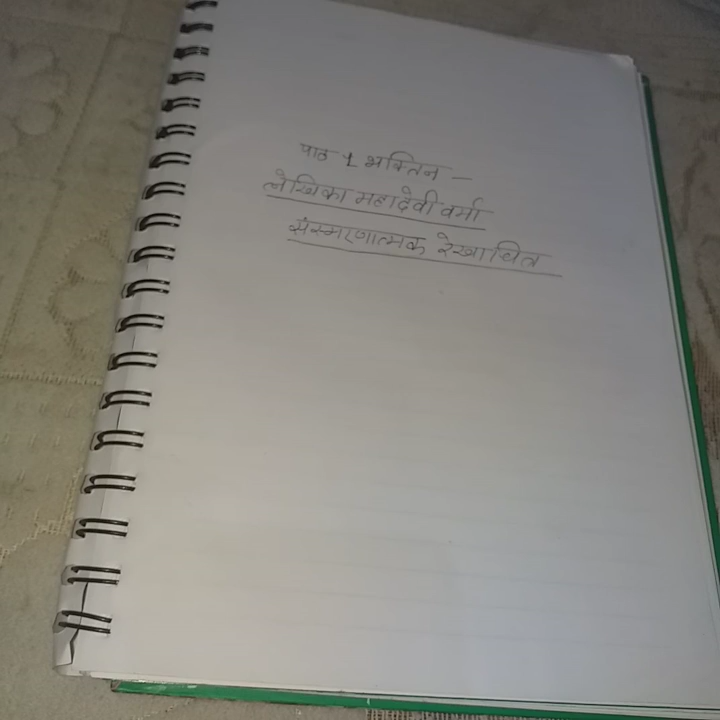 पाठ 1 भक्तिन –
लेखिका महादेवी वर्मा
संस्मरणात्मक रेखाचित्र